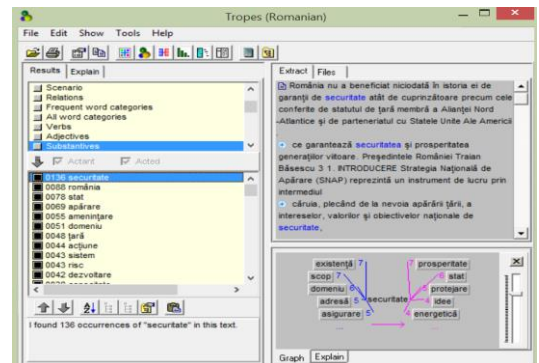 Tropes (Romanian)
File Edit Show Tools Help
Results Explain
Scenario
Relations
Frequent word categories
All word categories
Verbs
Adjectives
Substantives
Actant Acted
0136 securitate
0088 românia
0078 stat
0069 apărare
0055 amenințare
0051 domeniu
0048 țară
0044 acțiune
0043 sistem
0043 risc
0042 dezvoltare
I found 136 occurrences of "securitate" in this text.
Extract Files
România nu a beneficiat niciodată în istoria ei de
garanții de securitate atât de cuprinzătoare precum cele
conferite de statutul de țară membră a Alianței Nord
-Atlantice și de parteneriatul cu Statele Unite Ale Americii
.
ce garantează securitatea și prosperitatea
generațiilor viitoare. Președintele României Traian
Băsescu 3 1. INTRODUCERE Strategia Națională de
Apărare (SNAP) reprezintă un instrument de lucru prin
intermediul
căruia, plecând de la nevoia apărării țării, a
intereselor, valorilor și obiectivelor naționale de
securitate,
existență 7 7 prosperitate
scop 7 6 stat
domeniu 6 5 protejare
adresă 5 securitate 4 idee
asigurare 5 4 energetică
Graph Explain